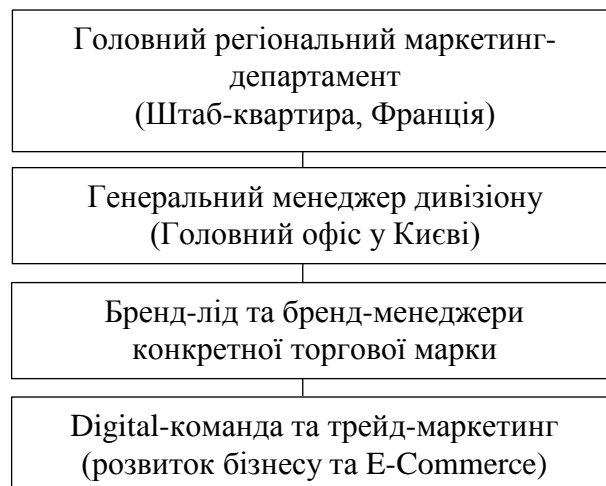 Головний регіональний маркетинг-
департамент
(Штаб-квартира, Франція)
Генеральний менеджер дивізіону
(Головний офіс у Києві)
Бренд-лід та бренд-менеджери
конкретної торгової марки
Digital-команда та трейд-маркетинг
(розвиток бізнесу та E-Commerce)